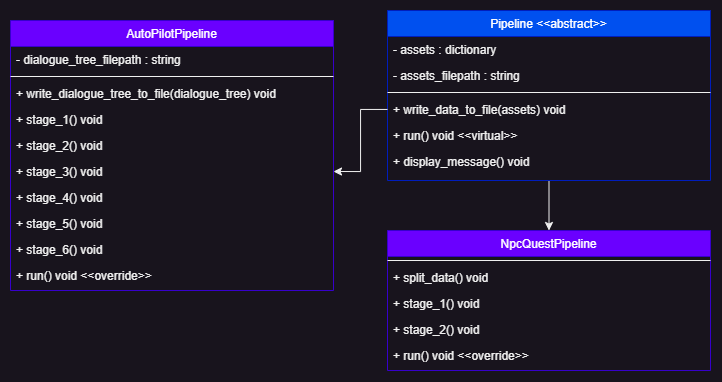 AutoPilotPipeline
- dialogue_tree_filepath : string
+ write_dialogue_tree_to_file(dialogue_tree) void
+ stage_1() void
+ stage_2() void
+ stage_3() void
+ stage_4() void
+ stage_5() void
+ stage_6() void
+ run() void <<override>>
Pipeline <<abstract>>
- assets : dictionary
- assets_filepath : string
+ write_data_to_file(assets) void
+ run() void <<virtual>>
+ display_message() void
NpcQuestPipeline
+ split_data() void
+ stage_1() void
+ stage_2() void
+ run() void <<override>>